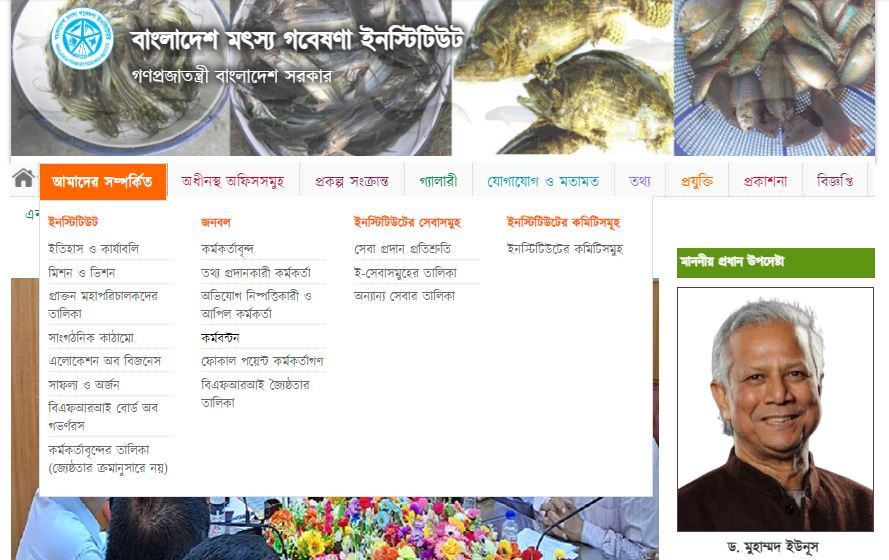 বাংলাদেশ মৎস্য গবেষণা ইনস্টিটিউট
গণপ্রজাতন্ত্রী বাংলাদেশ সরকার
আমাদের সম্পর্কিত অধীনস্থ অফিসসমুহ প্রকল্প সংক্রান্ত গ্যালারী যোগাযোগ ও মতামত তথ্য প্রযুক্তি প্রকাশনা বিজ্ঞপ্তি
ইনস্টিটিউট
ইতিহাস ও কার্যাবলি
মিশন ও ভিশন
প্রাক্তন মহাপরিচালকদের
তালিকা
সাংগঠনিক কাঠামো
এলোকেশন অব বিজনেস
সাফল্য ও অর্জন
বিএফআরআই বোর্ড অব
গভর্ণরস
কর্মকর্তাবৃন্দের তালিকা
(জ্যেষ্ঠতার ক্রমানুসারে নয়)
জনবল
কর্মকর্তাবৃন্দ
তথ্য প্রদানকারী কর্মকর্তা
অভিযোগ নিষ্পত্তিকারী ও
আপিল কর্মকর্তা
কর্মবন্টন
ফোকাল পয়েন্ট কর্মকর্তাগণ
বিএফআরআই জ্যৈষ্ঠতার
তালিকা
ইনস্টিটিউটের সেবাসমুহ
সেবা প্রদান প্রতিশ্রুতি
ই-সেবাসমুহের তালিকা
অন্যান্য সেবার তালিকা
ইনস্টিটিউটের কমিটিসমূহ
ইনস্টিটিউটের কমিটিসমুহ
মাননীয় প্রধান উপদেষ্টা
ড. মুহাম্মদ ইউনূস